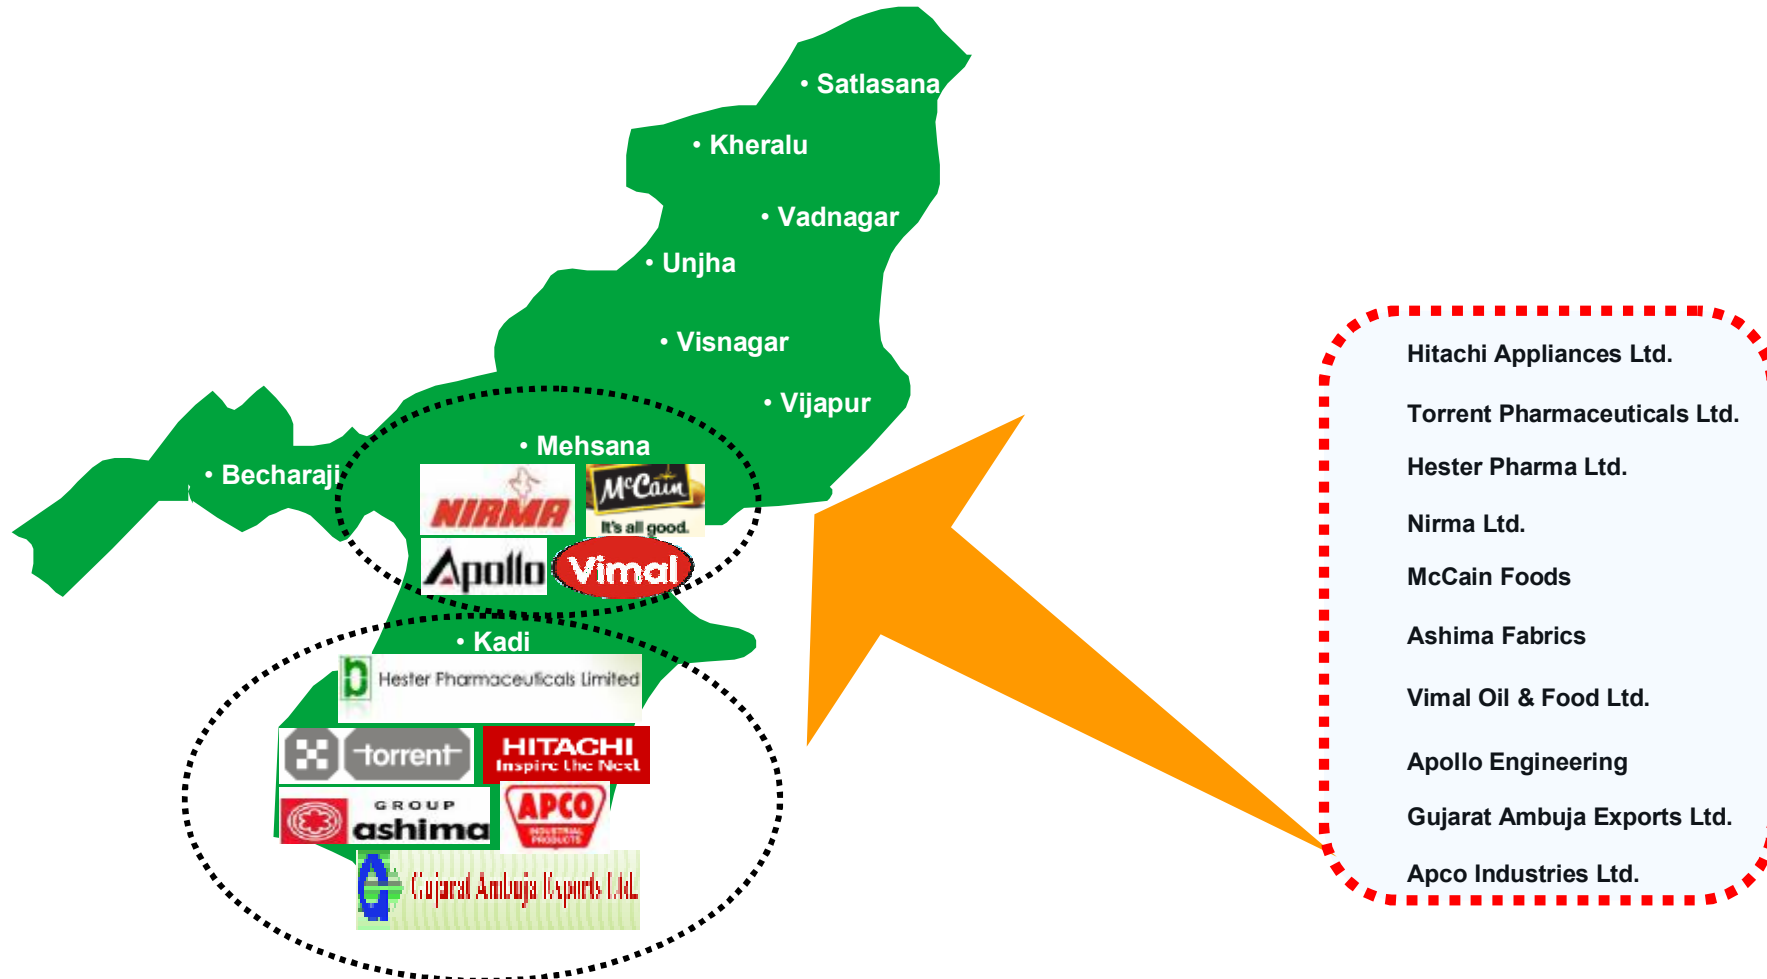 • Satlasana
• Kheralu
• Vadnagar
• Unjha
• Visnagar
• Vijapur
• Mehsana
• Becharaji
NIRMA
McCain
It's all good.
Apollo
Vimal
• Kadi
Hester Pharmaceuticals Limited
torrent
HITACHI
Inspire the Next
GROUP
ashima
APCO
INDUSTRIAL
PRODUCTS
Gujarat Ambuja Exports Ltd.
Hitachi Appliances Ltd.
Torrent Pharmaceuticals Ltd.
Hester Pharma Ltd.
Nirma Ltd.
McCain Foods
Ashima Fabrics
Vimal Oil & Food Ltd.
Apollo Engineering
Gujarat Ambuja Exports Ltd.
Apco Industries Ltd.